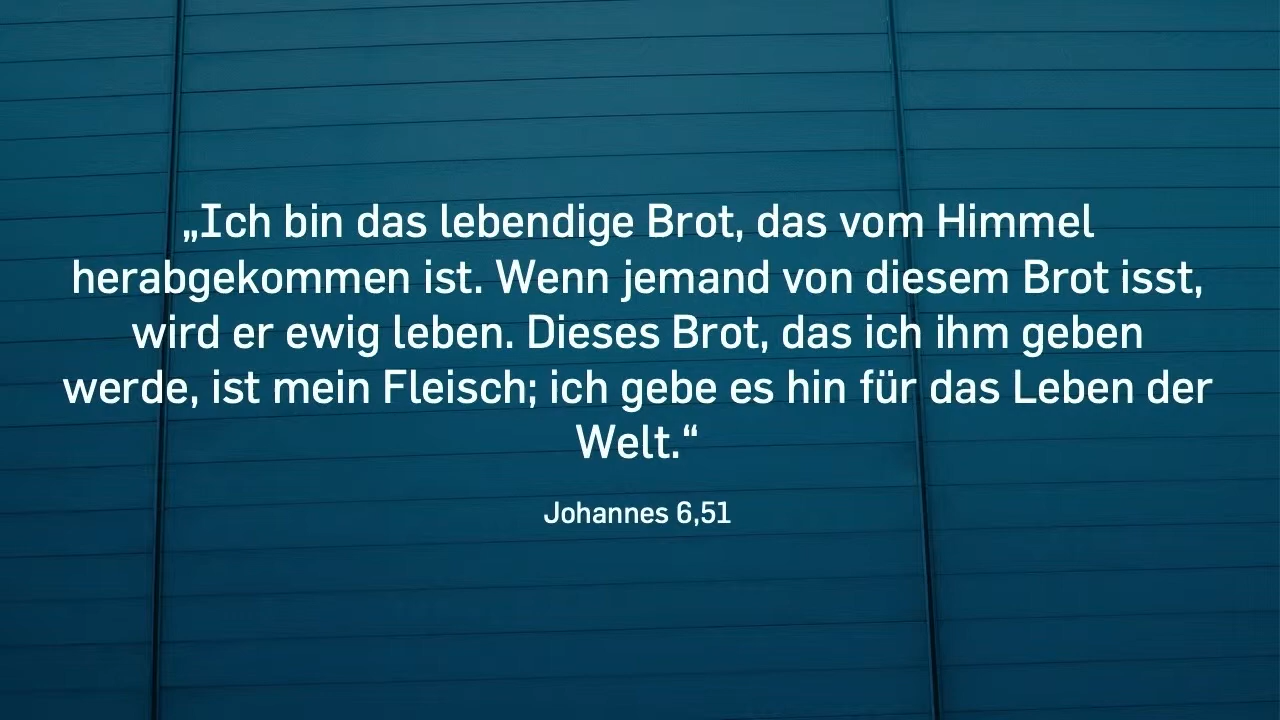 „Ich bin das lebendige Brot, das vom Himmel
herabgekommen ist. Wenn jemand von diesem Brot isst,
wird er ewig leben. Dieses Brot, das ich ihm geben
werde, ist mein Fleisch; ich gebe es hin für das Leben der
Welt.“
Johannes 6,51